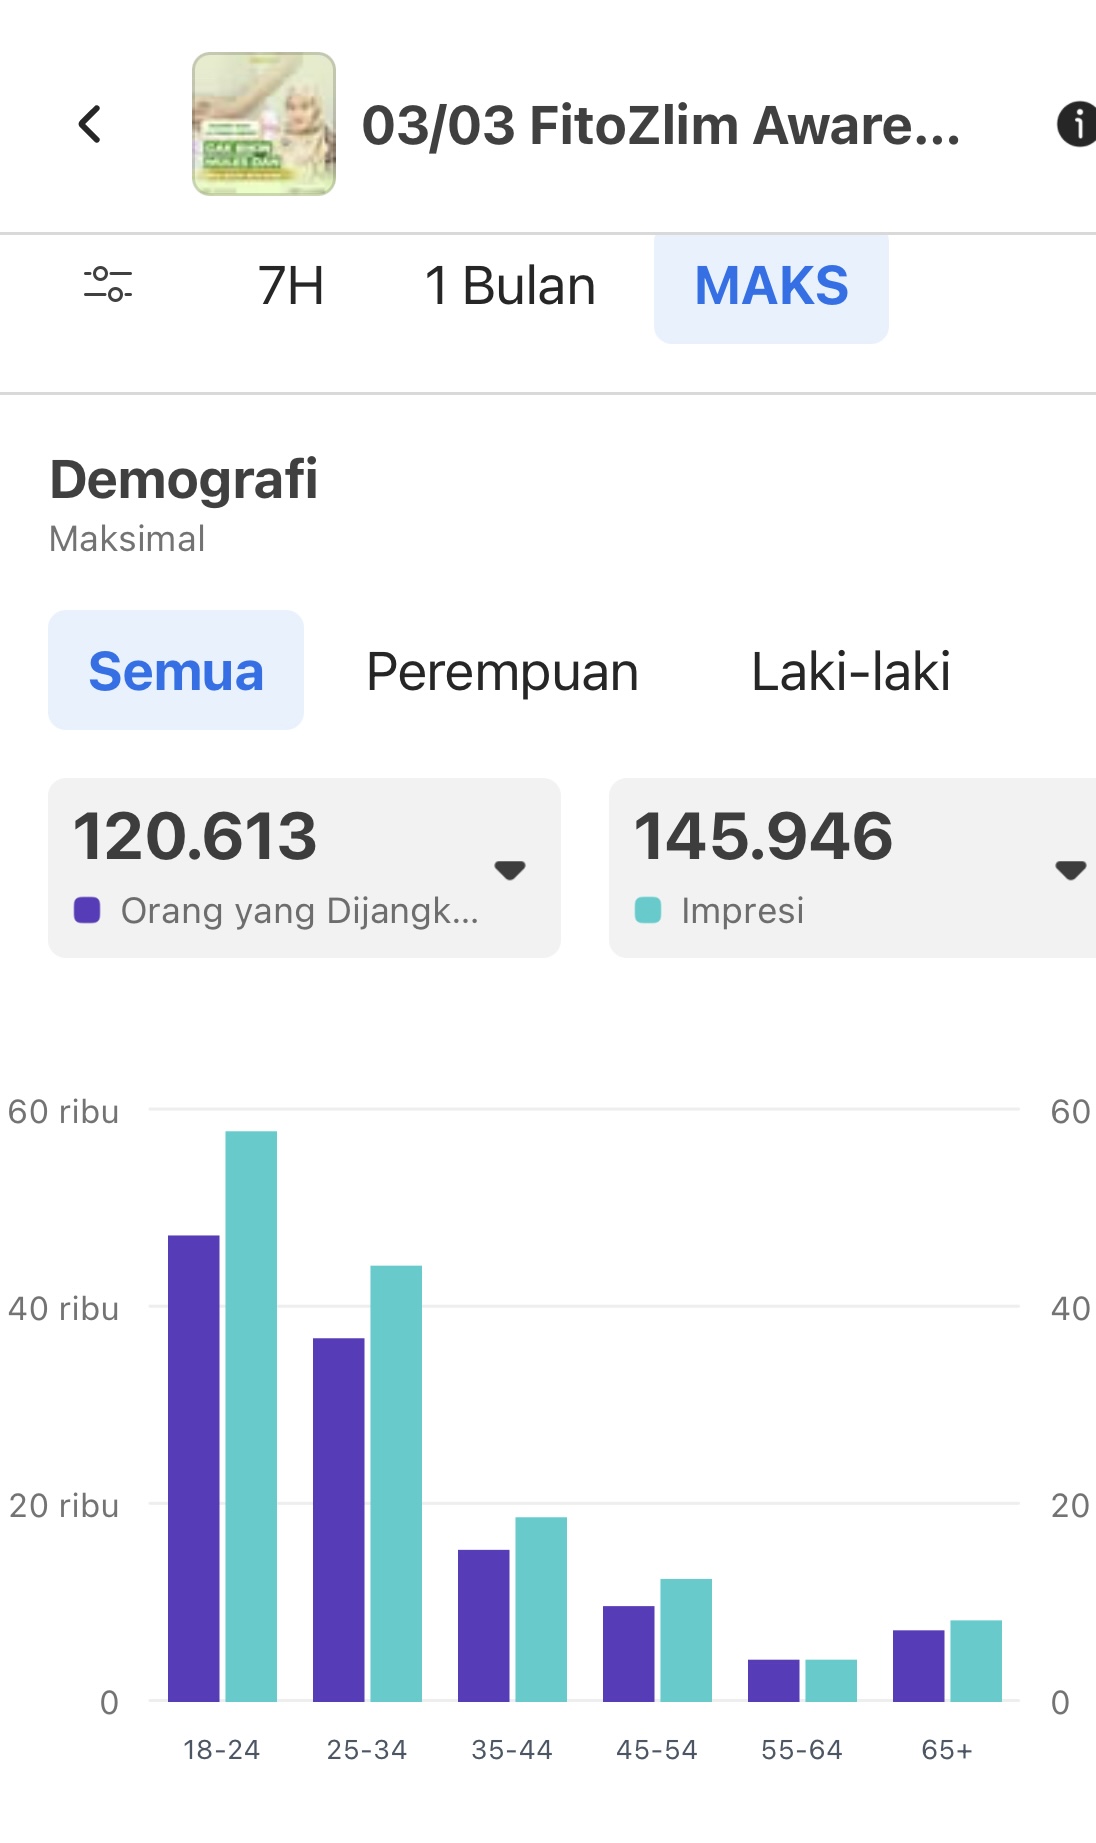 03/03 FitoZlim Aware...
7H 1 Bulan MAKS
Demografi
Maksimal
Semua Perempuan Laki-laki
120.613 145.946
Orang yang Dijangk... Impresi
60 ribu 60
40 ribu 40
20 ribu 20
0 0
18-24 25-34 35-44 45-54 55-64 65+